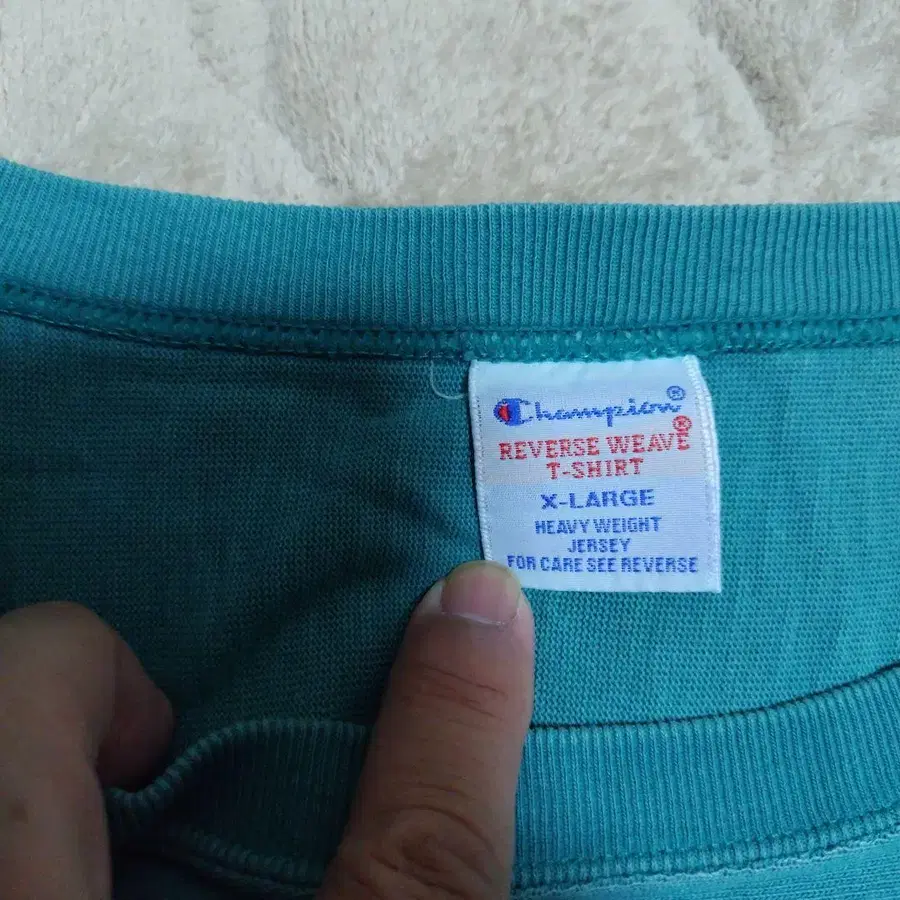 Champion®
REVERSE WEAVE®
T-SHIRT
X-LARGE
HEAVY WEIGHT
JERSEY
FOR CARE SEE REVERSE